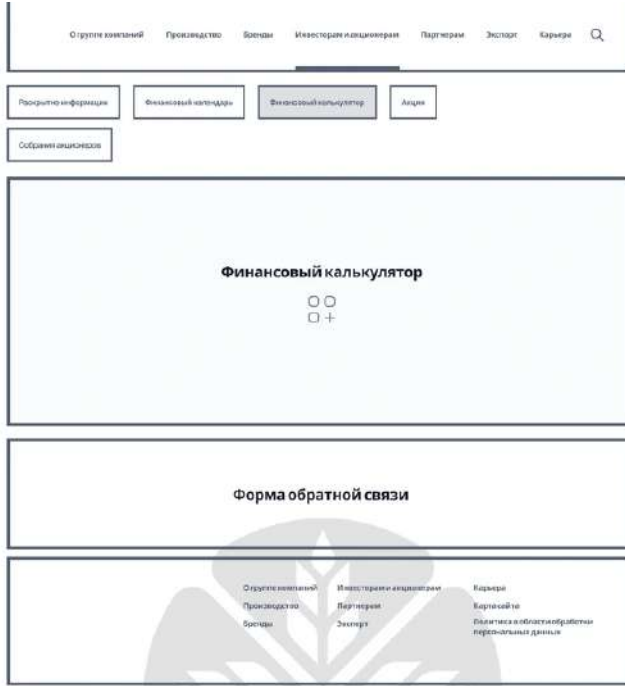 О группе компаний Производство Бренды Инвесторам и акционерам Партнерам Экспорт Карьера
Раскрытие информации Финансовый календарь Финансовый калькулятор Акции
Собрания акционеров
Финансовый калькулятор
Форма обратной связи
О группе компаний Инвесторам и акционерам Карьера
Производство Партнерам Карта сайта
Бренды Экспорт Политика в области обработки
персональных данных